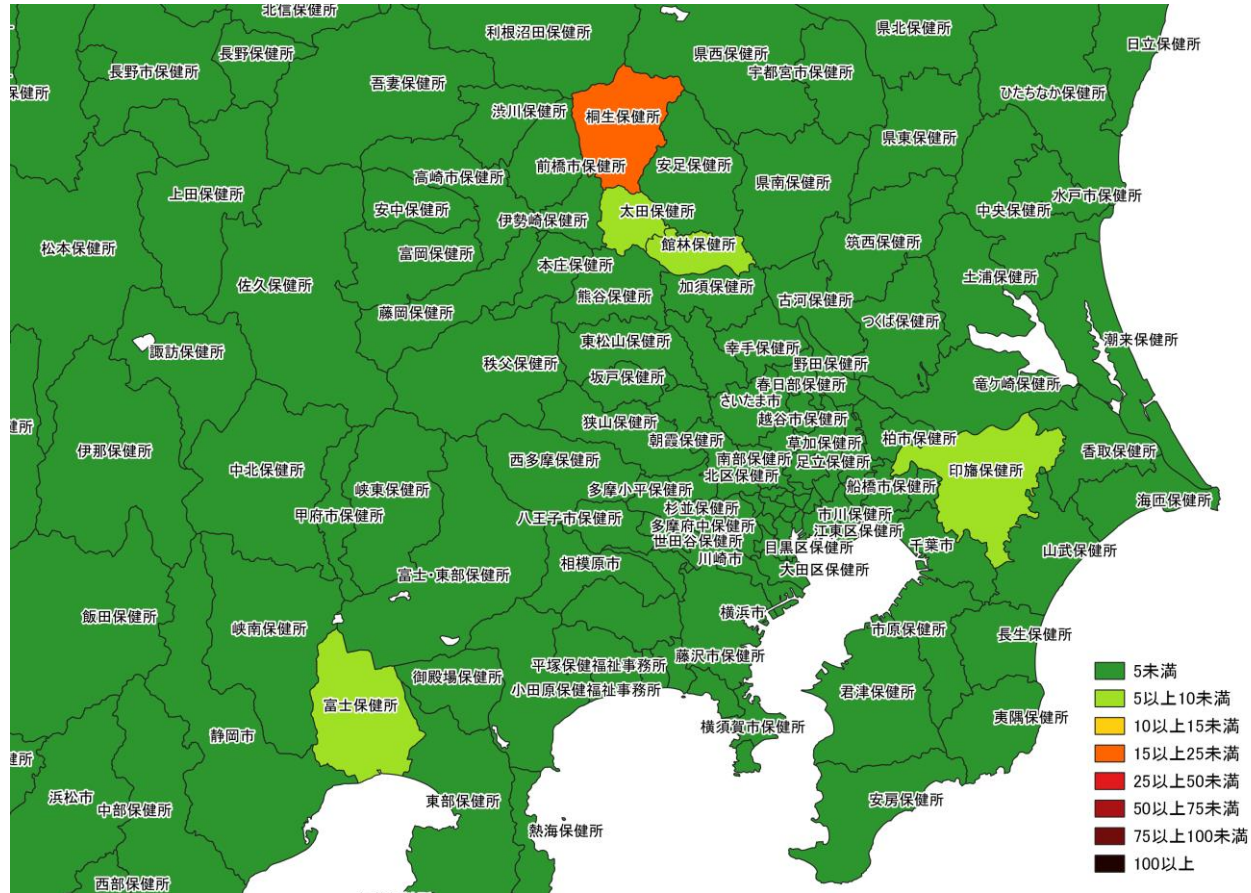 北信保健所
利根沼田保健所
県西保健所
県北保健所
日立保健所
長野保健所
長野市保健所
吾妻保健所
宇都宮市保健所
ひたちなか保健所
保健所
渋川保健所
桐生保健所
県東保健所
前橋市保健所
安足保健所
県南保健所
高崎市保健所
上田保健所
安中保健所
伊勢崎保健所
太田保健所
中央保健所
水戸市保健所
松本保健所
富岡保健所
館林保健所
筑西保健所
佐久保健所
本庄保健所
加須保健所
土浦保健所
藤岡保健所
熊谷保健所
古河保健所
つくば保健所
諏訪保健所
秩父保健所
東松山保健所
幸手保健所
野田保健所
潮来保健所
坂戸保健所
春日部保健所
竜ケ崎保健所
さいたま市
狭山保健所
越谷市保健所
伊那保健所
朝霞保健所
草加保健所
柏市保健所
中北保健所
峡東保健所
西多摩保健所
南部保健所
足立保健所
印旛保健所
香取保健所
北区保健所
船橋市保健所
多摩小平保健所
海匝保健所
甲府市保健所
八王子市保健所
杉並保健所
市川保健所
多摩府中保健所
江東区保健所
世田谷保健所
目黒区保健所
千葉市
山武保健所
川崎市
大田区保健所
富士・東部保健所
相模原市
飯田保健所
峡南保健所
横浜市
市原保健所
長生保健所
御殿場保健所
平塚保健福祉事務所
藤沢市保健所
小田原保健福祉事務所
君津保健所
富士保健所
横須賀市保健所
夷隅保健所
静岡市
健所
浜松市
中部保健所
東部保健所
熱海保健所
安房保健所
西部保健所
5未満
5以上10未満
10以上15未満
15以上25未満
25以上50未満
50以上75未満
75以上100未満
100以上